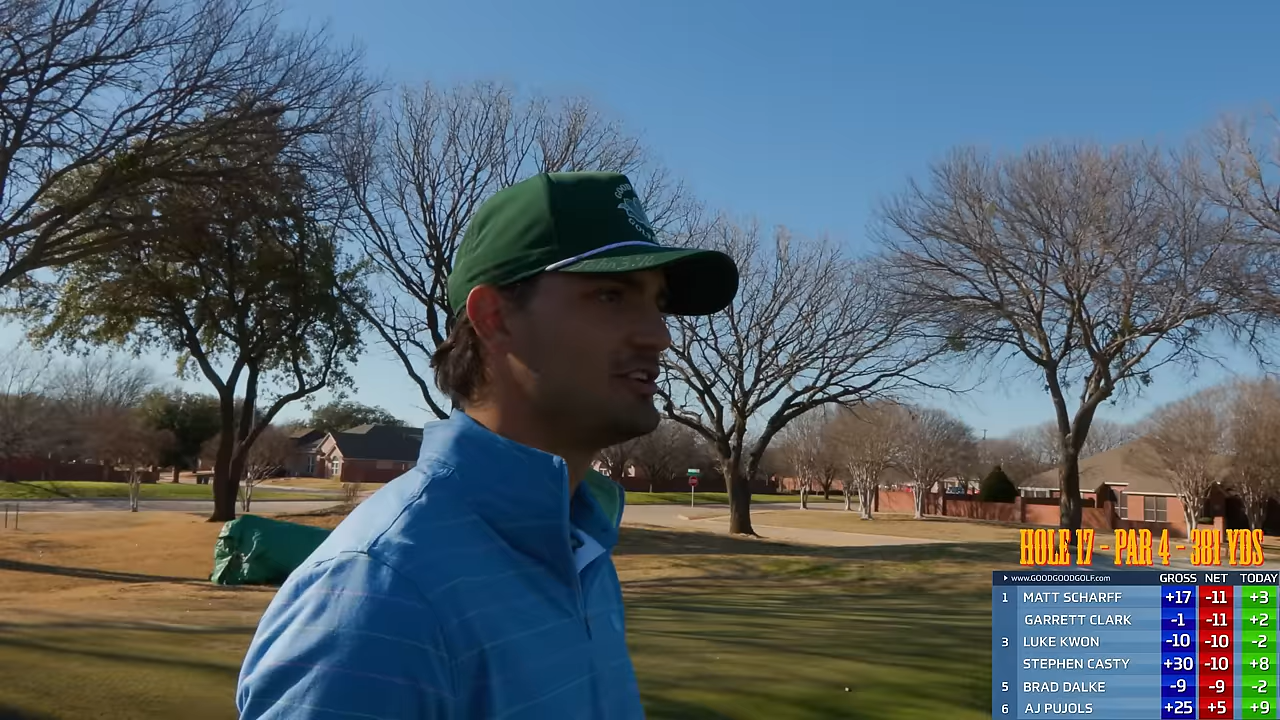 GOOD
GOLF
HOLE 17 - PAR 4 - 381 YDS
www.GOODGOODGOLF.com GROSS NET TODAY
1 MATT SCHARFF +17 -11 +3
GARRETT CLARK -1 -11 +2
3 LUKE KWON -10 -10 -2
STEPHEN CASTY +30 -10 +8
5 BRAD DALKE -9 -9 -2
6 AJ PUJOLS +25 +5 +9